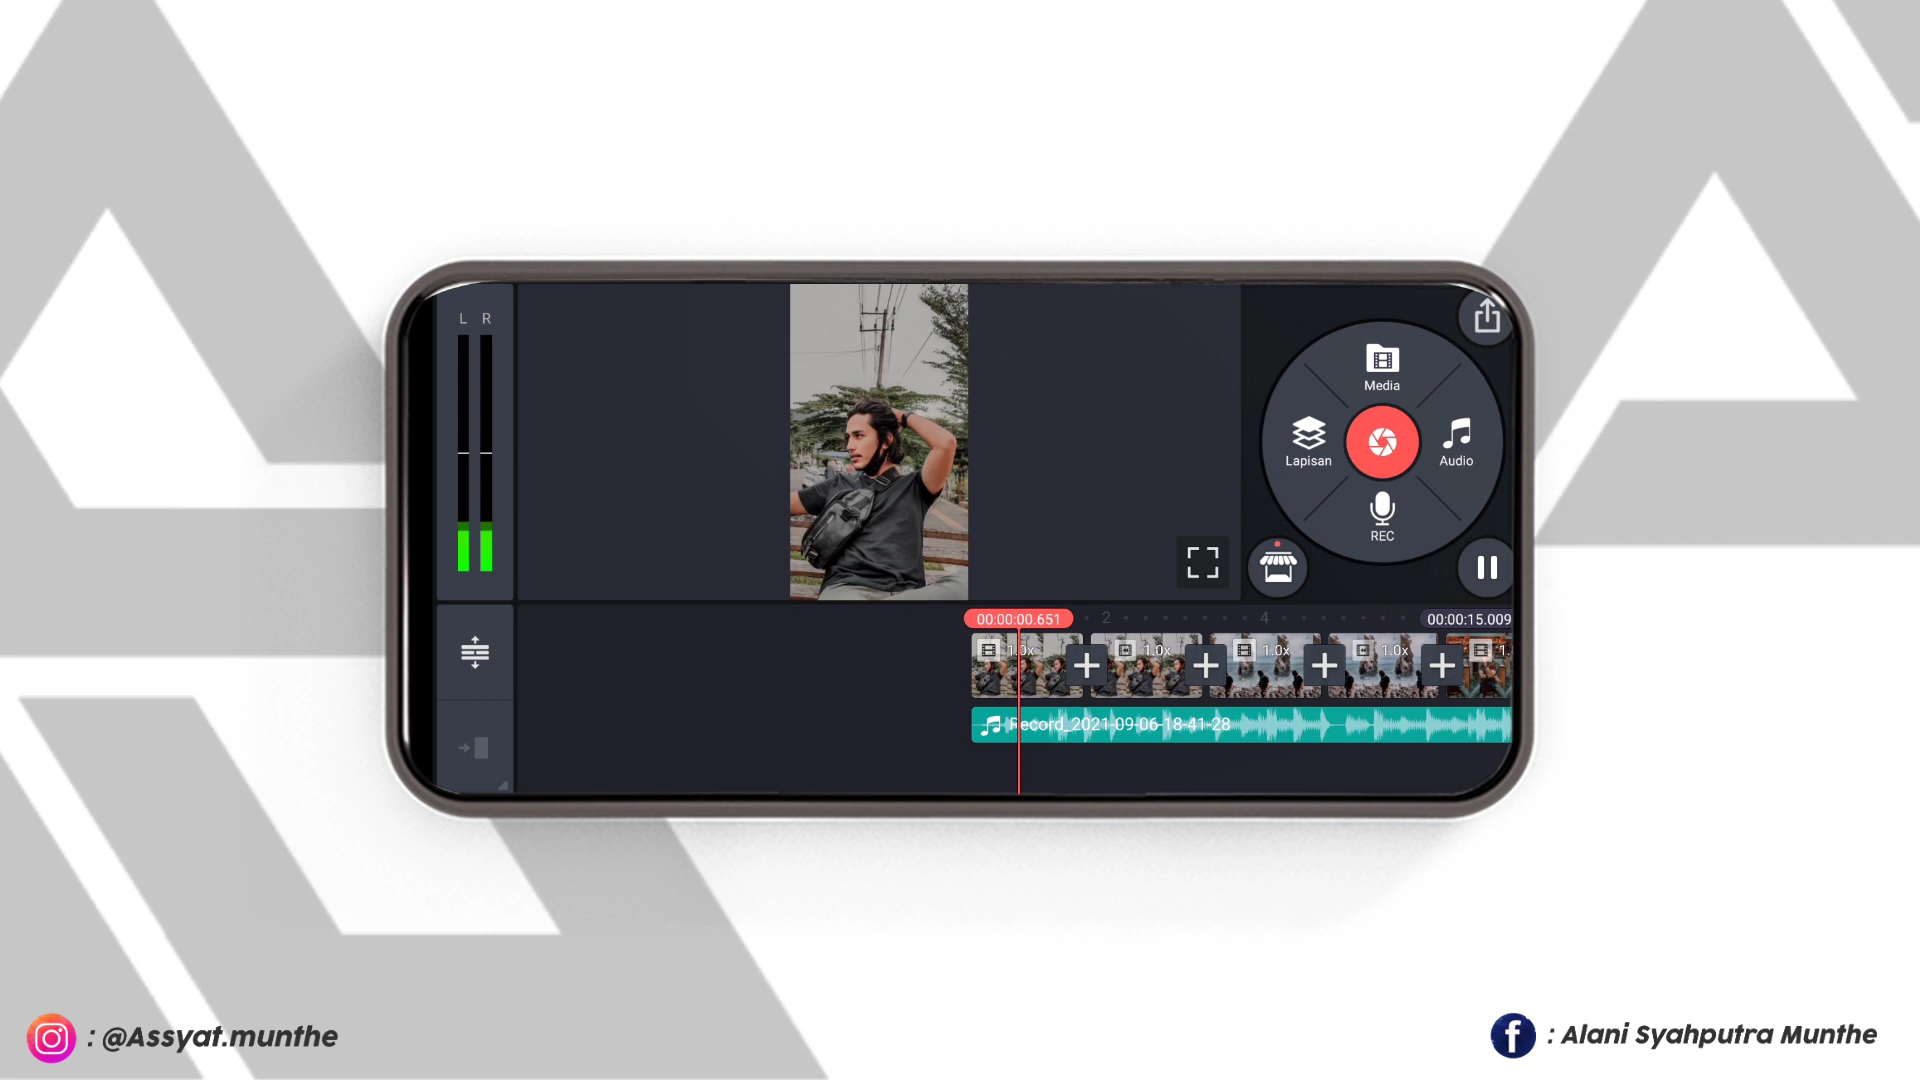 L R
Media
Lapisan
Audio
REC
00:00:00.651
2
4
00:00:15.009
1.0x
1.0x
1.0x
1.0x
1.
Record_2021-09-06-18-41-28
: @Assyat.munthe
: Alani Syahputra Munthe